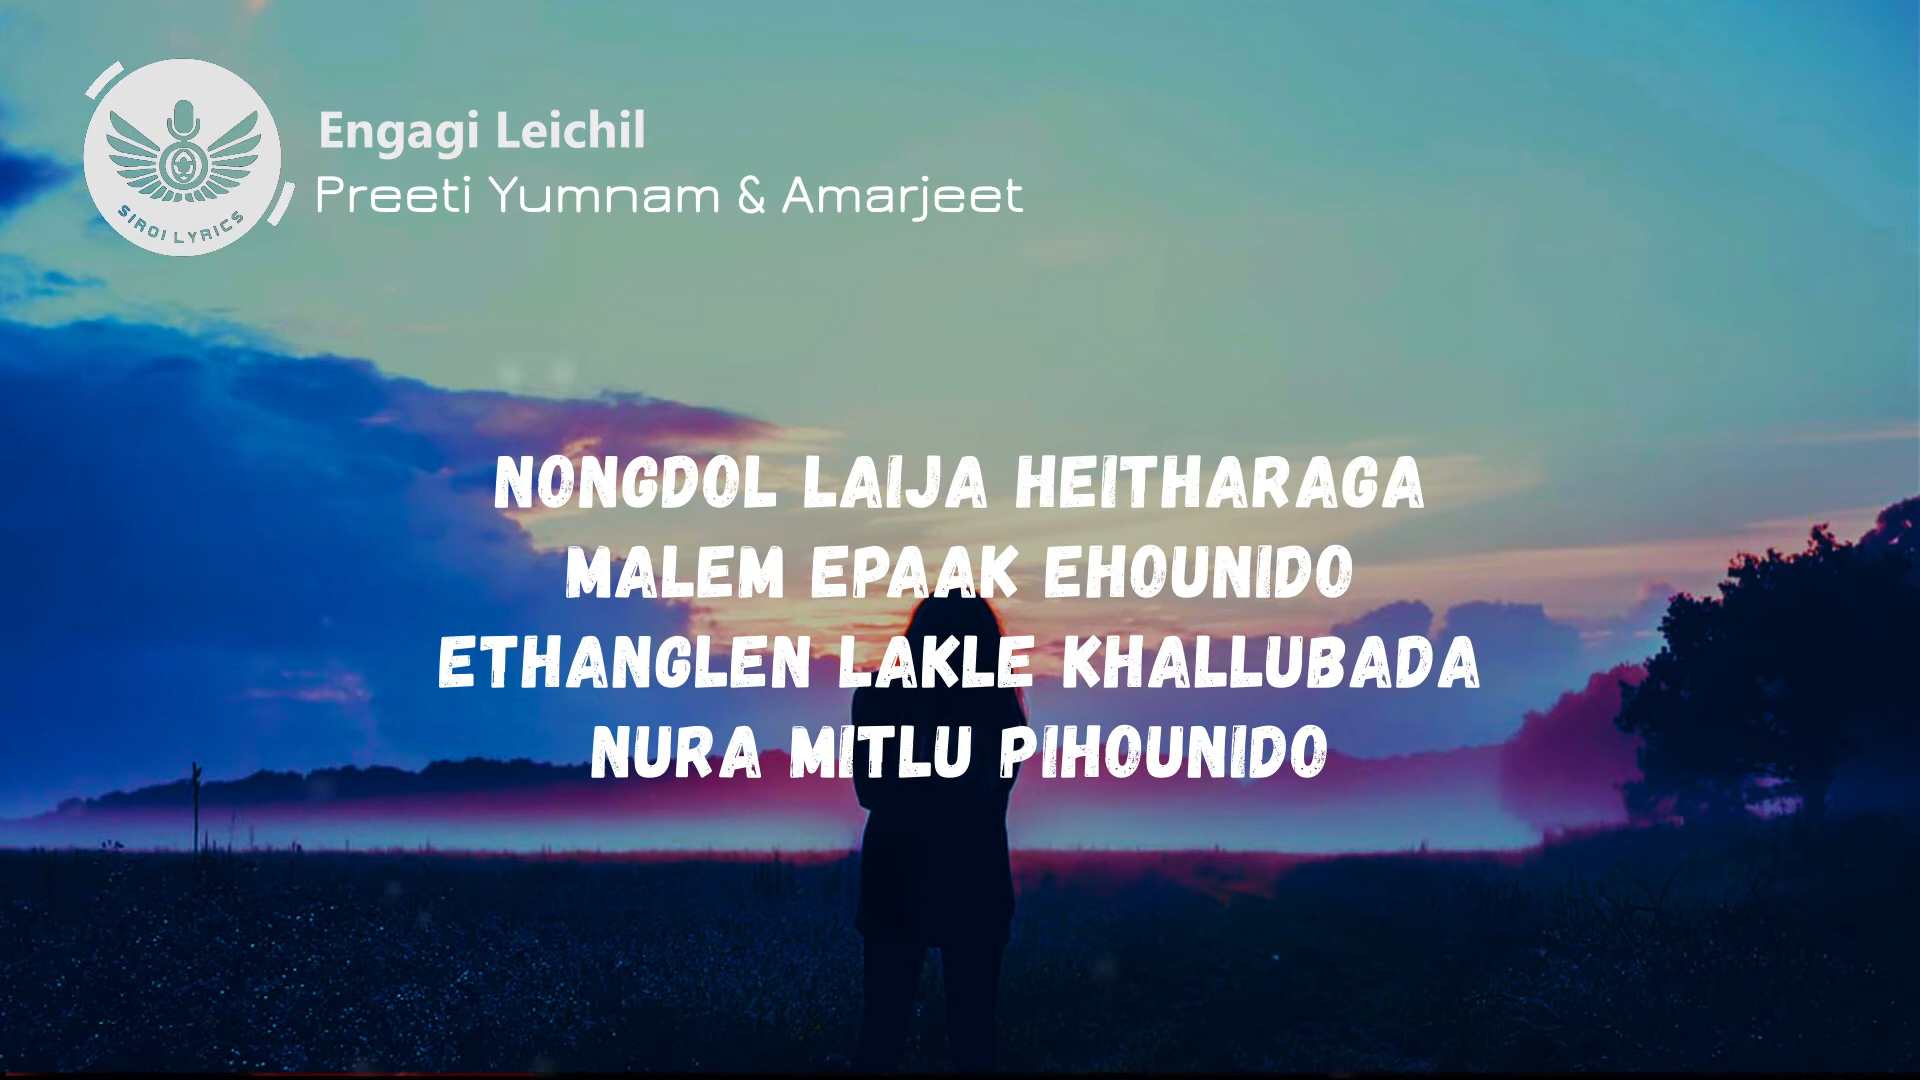 SIROI LYRICS
Engagi Leichil
Preeti Yumnam & Amarjeet
NONGDOL LAIJA HEITHARAGA
MALEM EPAAK EHOUNIDO
ETHANGLEN LAKLE KHALLUBADA
NURA MITLU PIHOUNIDO